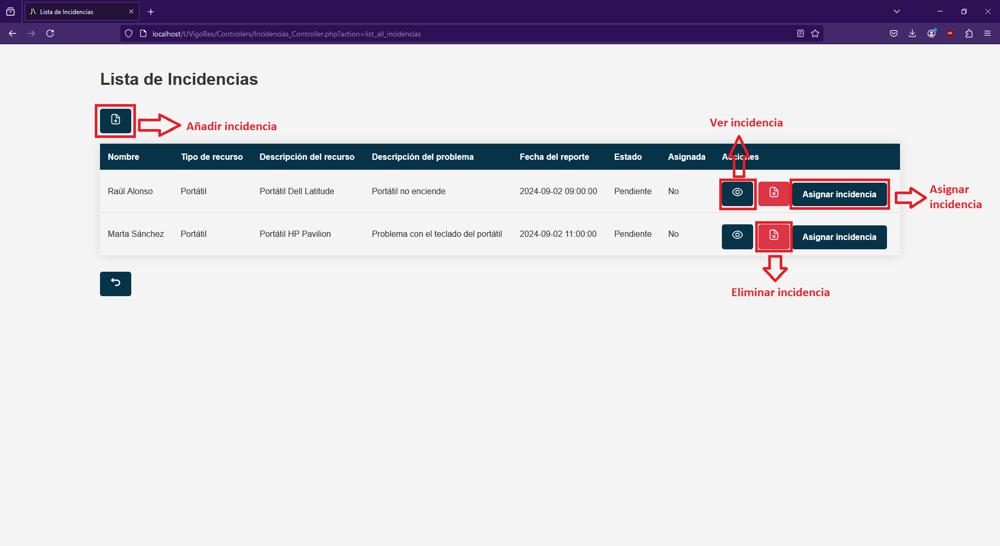 Lista de Incidencias
localhost/UVigoRes/Controllers/Incidencias_Controller.php?action=list_all_incidencias
Lista de Incidencias
Añadir incidencia
Ver incidencia
Nombre Tipo de recurso Descripción del recurso Descripción del problema Fecha del reporte Estado Asignada Acciones
Raúl Alonso Portátil Portátil Dell Latitude Portátil no enciende 2024-09-02 09:00:00 Pendiente No Asignar incidencia
Asignar
incidencia
Marta Sánchez Portátil Portátil HP Pavilion Problema con el teclado del portátil 2024-09-02 11:00:00 Pendiente No Asignar incidencia
Eliminar incidencia